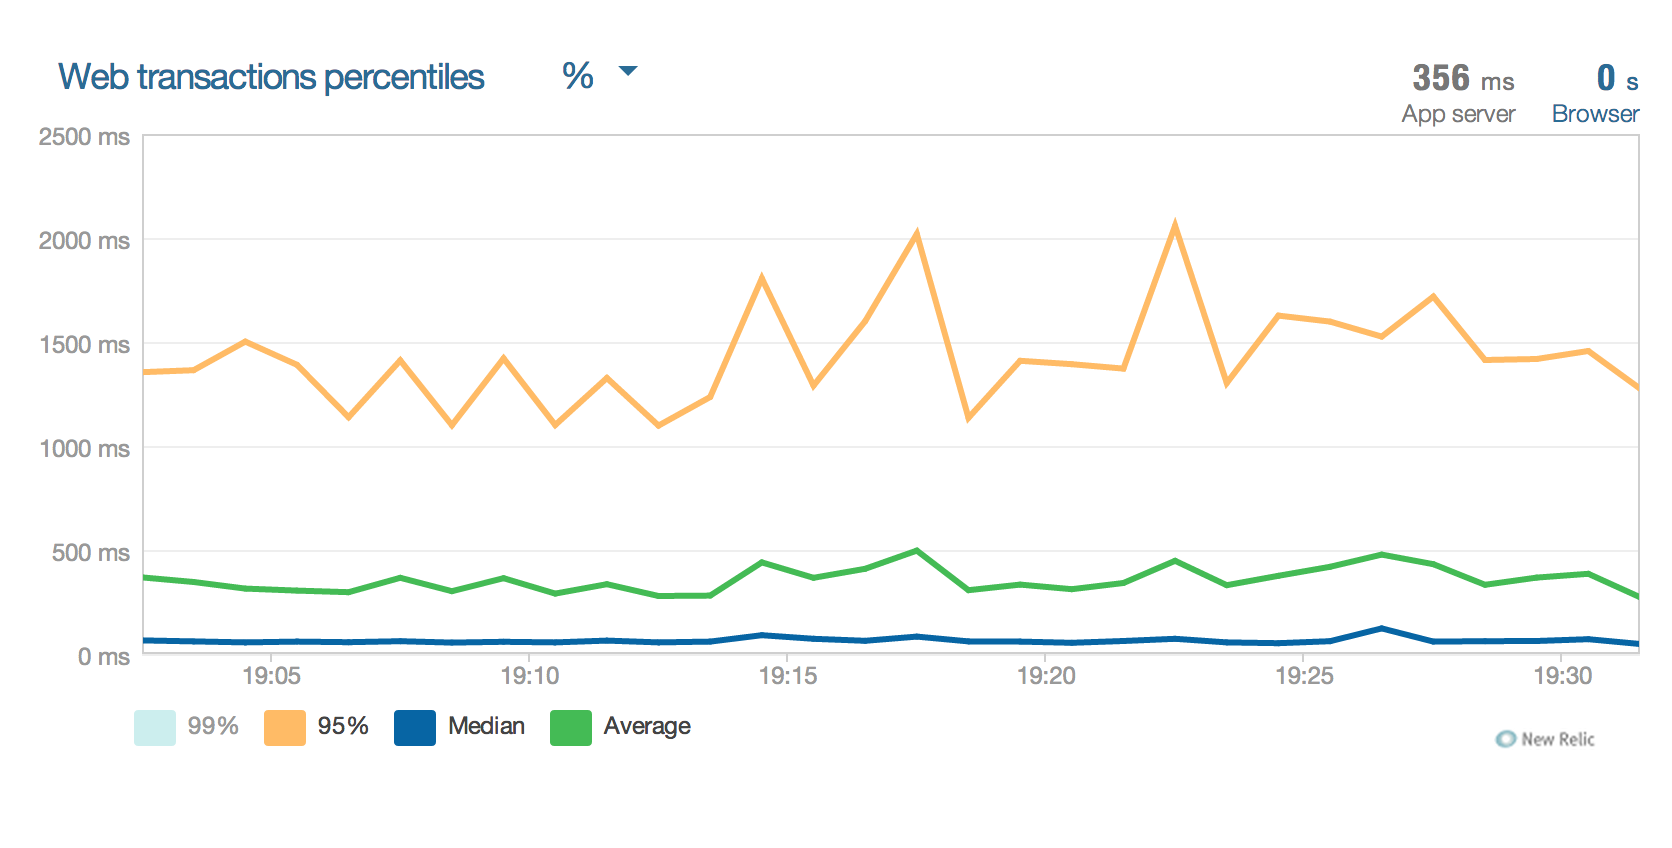 Web transactions percentiles %
356 ms 0 s
App server Browser
2500 ms
2000 ms
1500 ms
1000 ms
500 ms
0 ms
19:05 19:10 19:15 19:20 19:25 19:30
99% 95% Median Average
New Relic